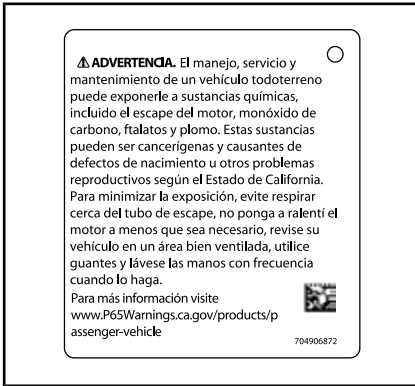 ⚠ ADVERTENCIA. El manejo, servicio y
mantenimiento de un vehículo todoterreno
puede exponerle a sustancias químicas,
incluido el escape del motor, monóxido de
carbono, ftalatos y plomo. Estas sustancias
pueden ser cancerígenas y causantes de
defectos de nacimiento u otros problemas
reproductivos según el Estado de California.
Para minimizar la exposición, evite respirar
cerca del tubo de escape, no ponga a ralentí el
motor a menos que sea necesario, revise su
vehículo en un área bien ventilada, utilice
guantes y lávese las manos con frecuencia
cuando lo haga.
Para más información visite
www.P65Warnings.ca.gov/products/p
assenger-vehicle
704906872